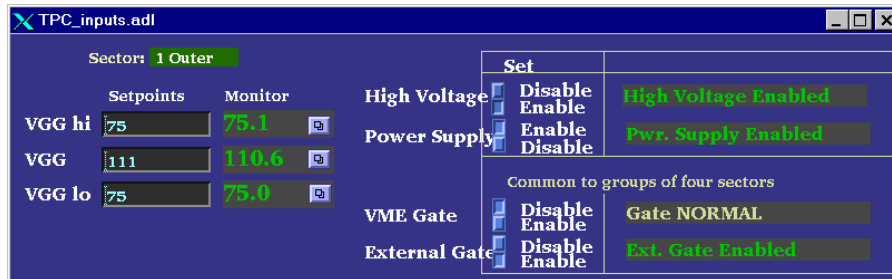 TPC_inputs.adl
Sector: 1 Outer
Set
Setpoints Monitor
High Voltage Disable Enable High Voltage Enabled
VGG hi 75 75.1
Power Supply Enable Disable Pwr. Supply Enabled
VGG 111 110.6
Common to groups of four sectors
VGG lo 75 75.0
VME Gate Disable Enable Gate NORMAL
External Gate Disable Enable Ext. Gate Enabled